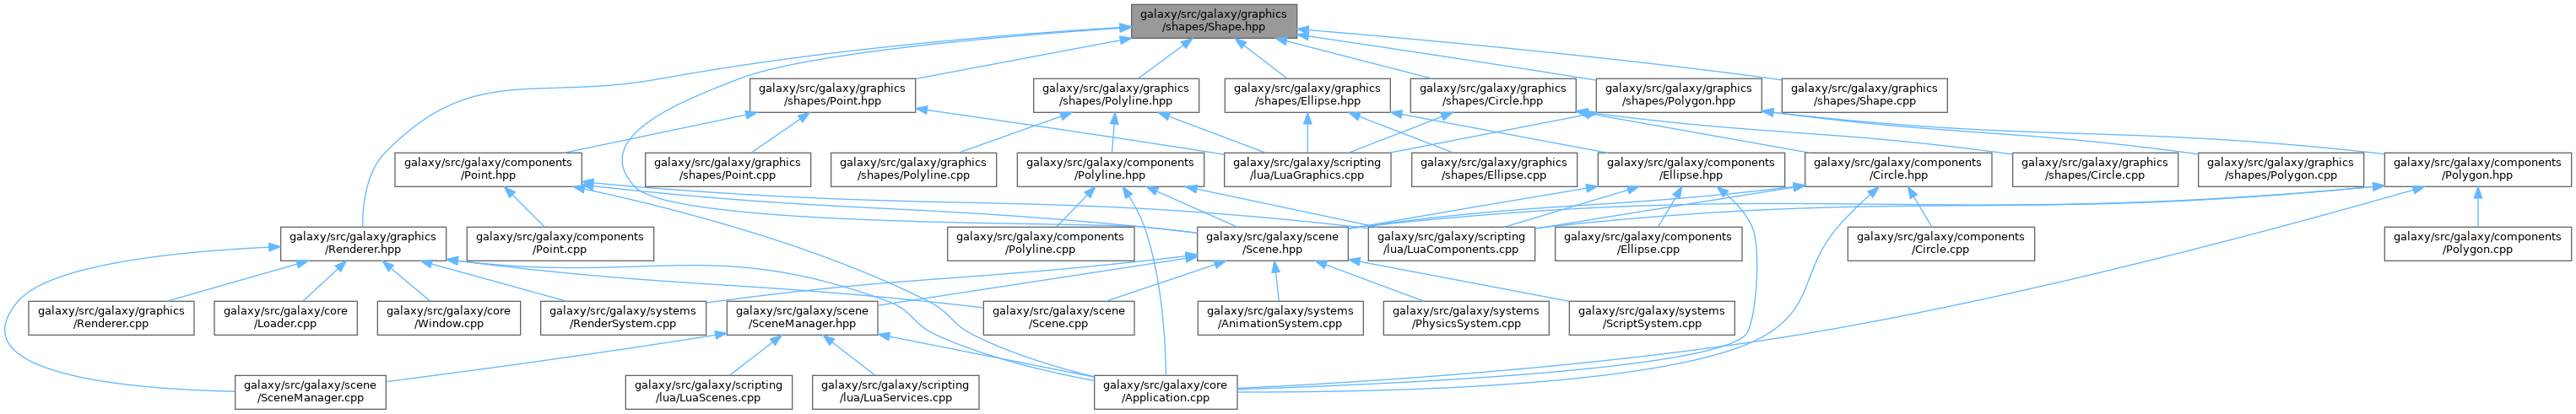 galaxy/src/galaxy/graphics
/shapes/Shape.hpp
galaxy/src/galaxy/graphics
/shapes/Point.hpp
galaxy/src/galaxy/graphics
/shapes/Polyline.hpp
galaxy/src/galaxy/graphics
/shapes/Ellipse.hpp
galaxy/src/galaxy/graphics
/shapes/Circle.hpp
galaxy/src/galaxy/graphics
/shapes/Polygon.hpp
galaxy/src/galaxy/graphics
/shapes/Shape.cpp
galaxy/src/galaxy/components
/Point.hpp
galaxy/src/galaxy/graphics
/shapes/Point.cpp
galaxy/src/galaxy/graphics
/shapes/Polyline.cpp
galaxy/src/galaxy/components
/Polyline.hpp
galaxy/src/galaxy/scripting
/lua/LuaGraphics.cpp
galaxy/src/galaxy/graphics
/shapes/Ellipse.cpp
galaxy/src/galaxy/components
/Ellipse.hpp
galaxy/src/galaxy/components
/Circle.hpp
galaxy/src/galaxy/graphics
/shapes/Circle.cpp
galaxy/src/galaxy/graphics
/shapes/Polygon.cpp
galaxy/src/galaxy/components
/Polygon.hpp
galaxy/src/galaxy/graphics
/Renderer.hpp
galaxy/src/galaxy/components
/Point.cpp
galaxy/src/galaxy/components
/Polyline.cpp
galaxy/src/galaxy/scene
/Scene.hpp
galaxy/src/galaxy/scripting
/lua/LuaComponents.cpp
galaxy/src/galaxy/components
/Ellipse.cpp
galaxy/src/galaxy/components
/Circle.cpp
galaxy/src/galaxy/components
/Polygon.cpp
galaxy/src/galaxy/graphics
/Renderer.cpp
galaxy/src/galaxy/core
/Loader.cpp
galaxy/src/galaxy/core
/Window.cpp
galaxy/src/galaxy/systems
/RenderSystem.cpp
galaxy/src/galaxy/scene
/SceneManager.hpp
galaxy/src/galaxy/scene
/Scene.cpp
galaxy/src/galaxy/systems
/AnimationSystem.cpp
galaxy/src/galaxy/systems
/PhysicsSystem.cpp
galaxy/src/galaxy/systems
/ScriptSystem.cpp
galaxy/src/galaxy/scene
/SceneManager.cpp
galaxy/src/galaxy/scripting
/lua/LuaScenes.cpp
galaxy/src/galaxy/scripting
/lua/LuaServices.cpp
galaxy/src/galaxy/core
/Application.cpp